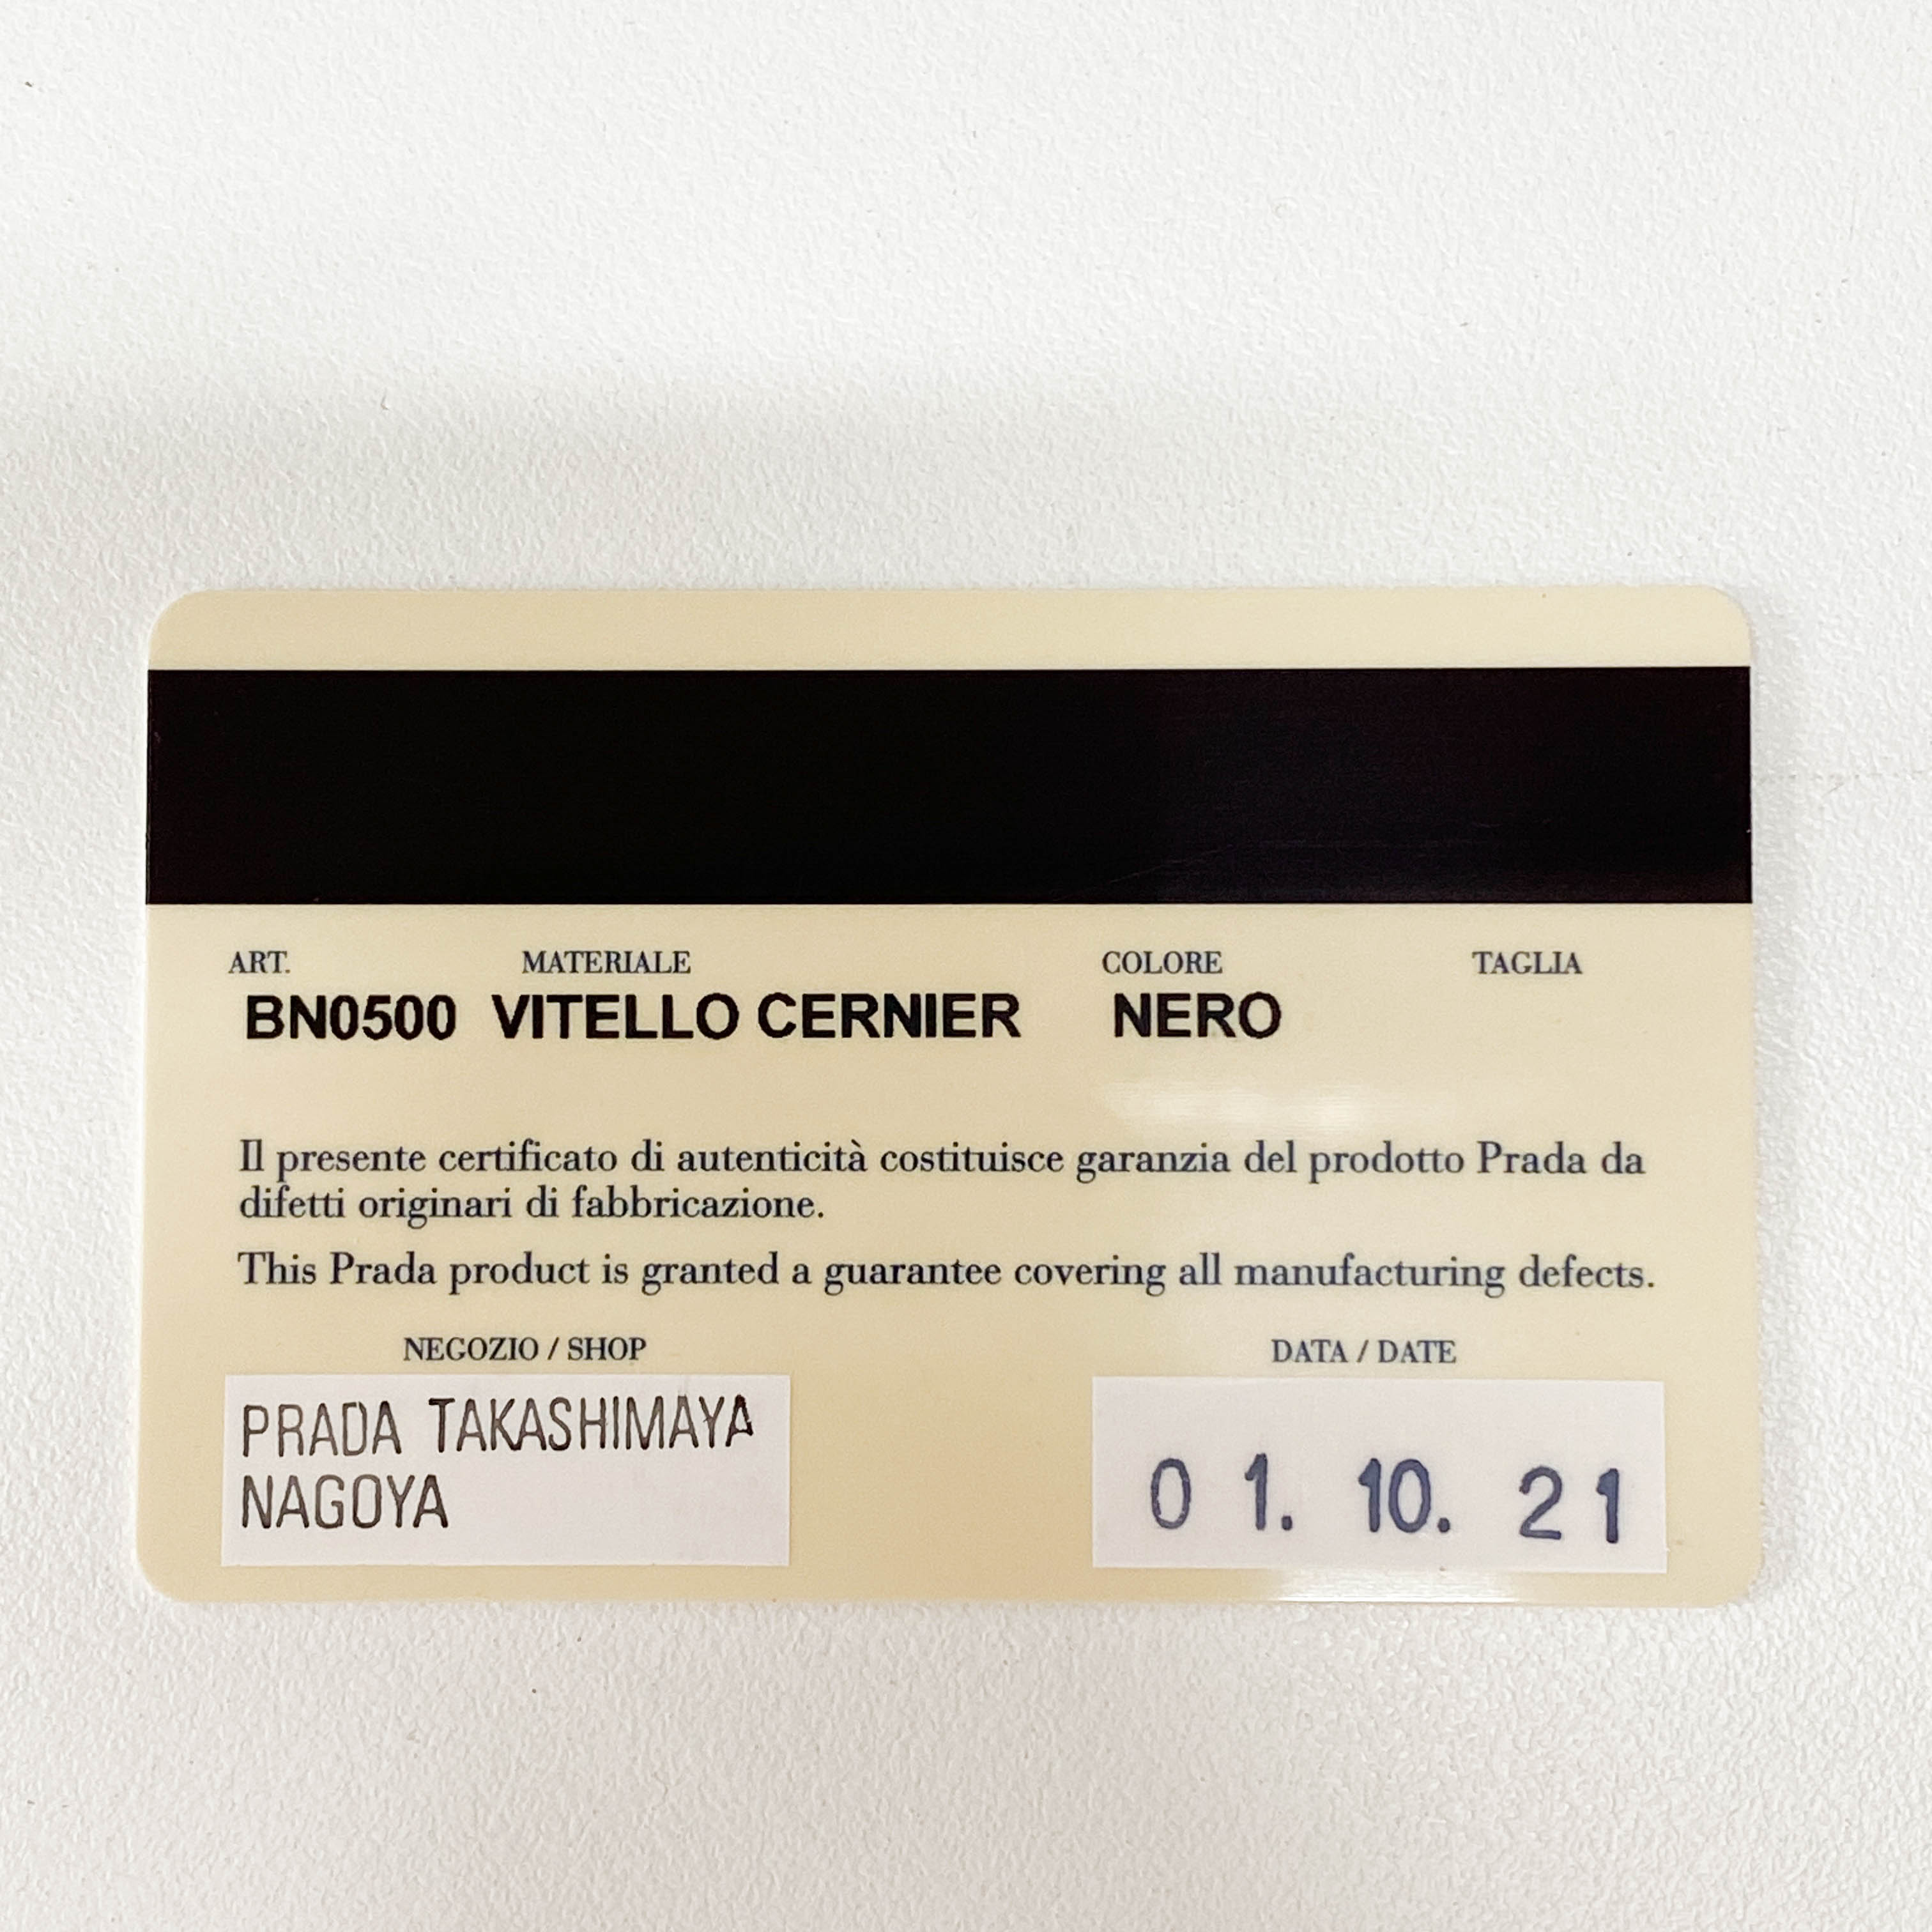 ART. MATERIALE COLORE TAGLIA
BN0500 VITELLO CERNIER NERO
Il presente certificato di autenticità costituisce garanzia del prodotto Prada da
difetti originari di fabbricazione.
This Prada product is granted a guarantee covering all manufacturing defects.
NEGOZIO / SHOP DATA / DATE
PRADA TAKASHIMAYA
NAGOYA
01. 10. 21